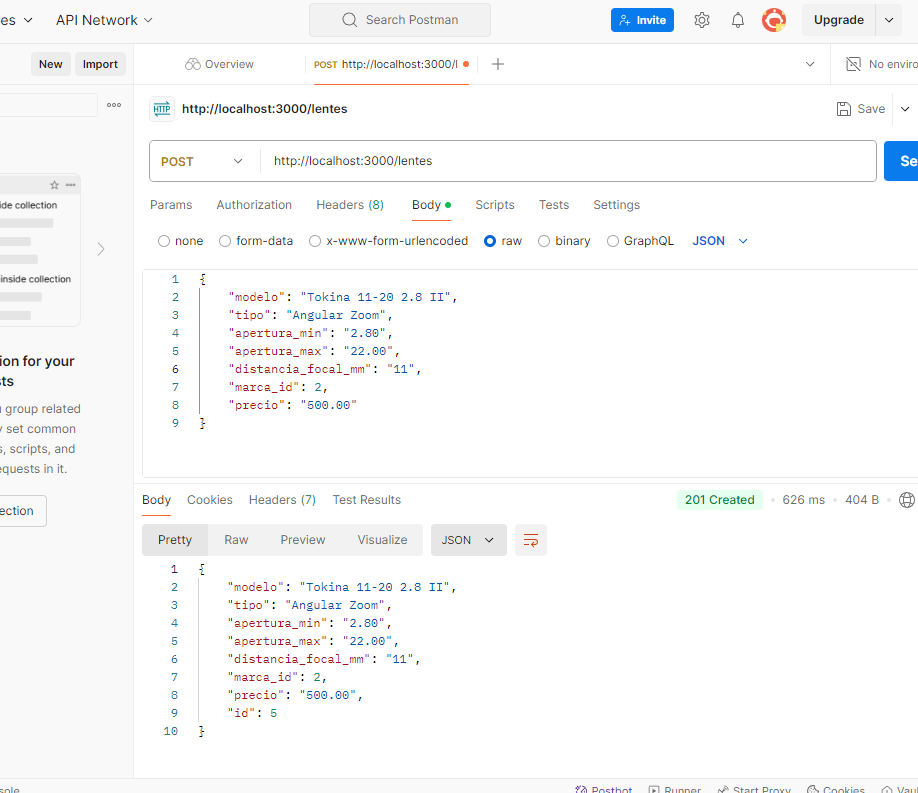 es API Network Search Postman Invite Upgrade
New Import Overview POST http://localhost:3000/l No enviro
HTTP http://localhost:3000/lentes Save
POST http://localhost:3000/lentes Se
Params Authorization Headers (8) Body Scripts Tests Settings
none form-data x-www-form-urlencoded raw binary GraphQL JSON
ide collection
inside collection
ion for your
sts
u group related
y set common
s, scripts, and
equests in it.
ection
1 {
2 "modelo": "Tokina 11-20 2.8 II",
3 "tipo": "Angular Zoom",
4 "apertura_min": "2.80",
5 "apertura_max": "22.00",
6 "distancia_focal_mm": "11",
7 "marca_id": 2,
8 "precio": "500.00"
9 }
Body Cookies Headers (7) Test Results 201 Created 626 ms 404 B
Pretty Raw Preview Visualize JSON
1 {
2 "modelo": "Tokina 11-20 2.8 II",
3 "tipo": "Angular Zoom",
4 "apertura_min": "2.80",
5 "apertura_max": "22.00",
6 "distancia_focal_mm": "11",
7 "marca_id": 2,
8 "precio": "500.00",
9 "id": 5
10 }
sole Postbot Runner Start Proxy Cookies Vau